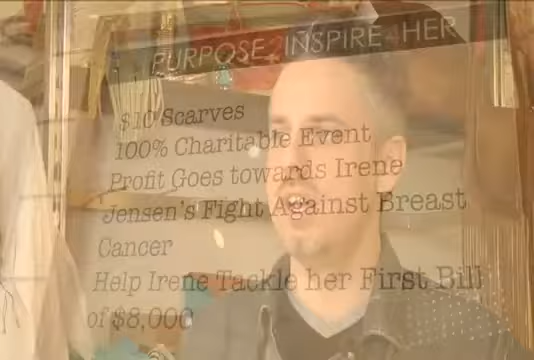 PURPOSE 2 INSPIRE 4 HER
$10 Scarves
100% Charitable Event
Profit Goes towards Irene
Jensen's Fight Against Breast
Cancer
Help Irene Tackle her First Bill
of $8,000